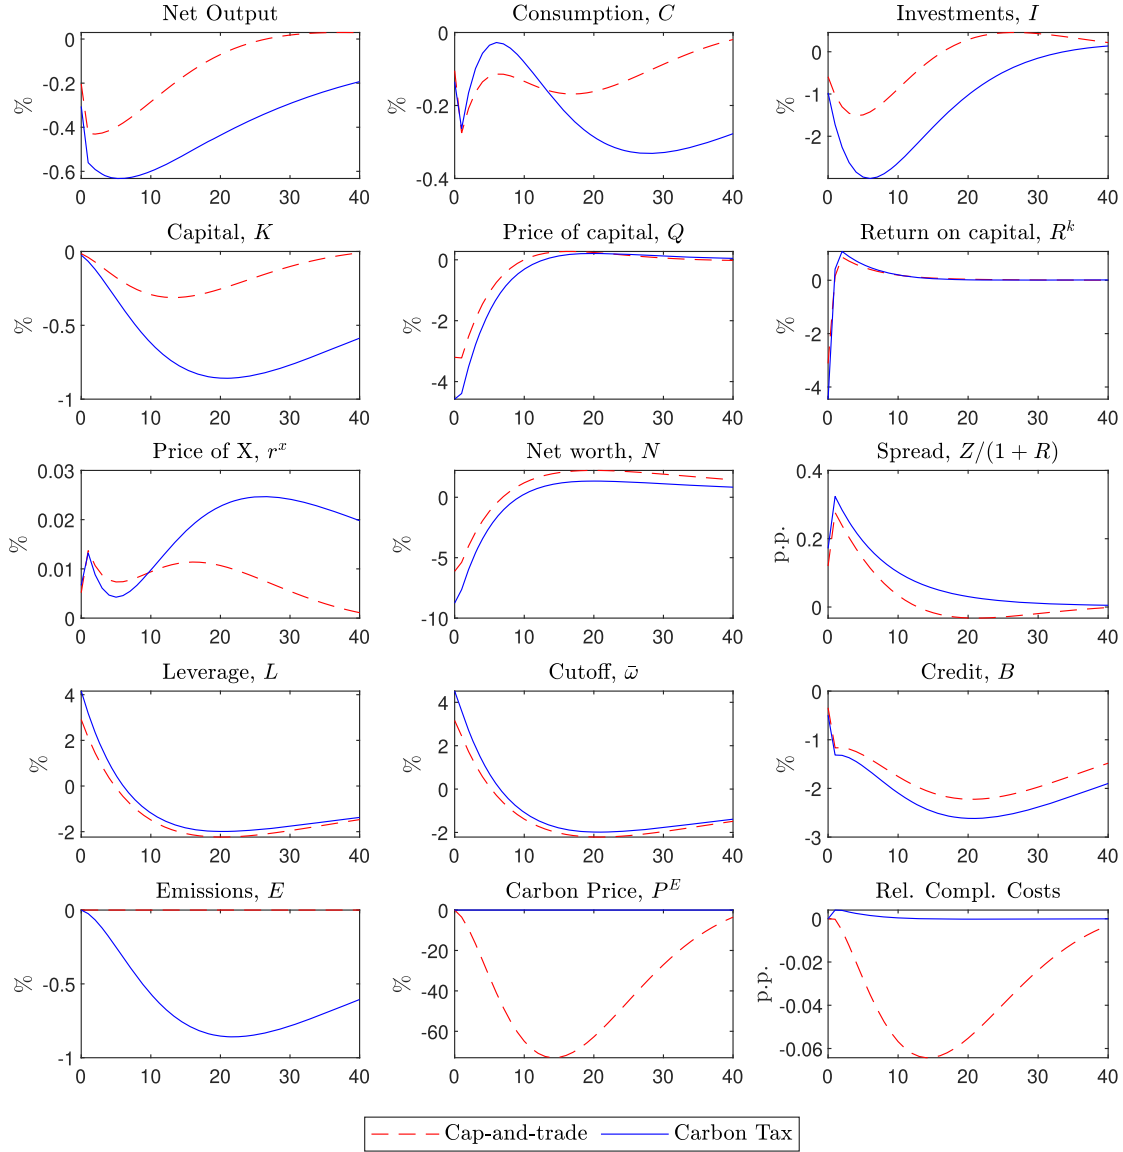 Net Output
Consumption, C
Investments, I
0
-0.2
-0.4
-0.6
%
0 10 20 30 40
0
-0.2
-0.4
%
0 10 20 30 40
0
-1
-2
%
0 10 20 30 40
Capital, K
Price of capital, Q
Return on capital, R^k
0
-0.5
-1
%
0 10 20 30 40
0
-2
-4
%
0 10 20 30 40
0
-2
-4
%
0 10 20 30 40
Price of X, r^x
Net worth, N
Spread, Z/(1 + R)
0.03
0.02
0.01
0
%
0 10 20 30 40
0
-5
-10
%
0 10 20 30 40
0.4
0.2
0
p.p.
0 10 20 30 40
Leverage, L
Cutoff, ω̄
Credit, B
4
2
0
-2
%
0 10 20 30 40
4
2
0
-2
%
0 10 20 30 40
0
-1
-2
-3
%
0 10 20 30 40
Emissions, E
Carbon Price, P^E
Rel. Compl. Costs
0
-0.5
-1
%
0 10 20 30 40
0
-20
-40
-60
%
0 10 20 30 40
0
-0.02
-0.04
-0.06
p.p.
0 10 20 30 40
Cap-and-trade Carbon Tax